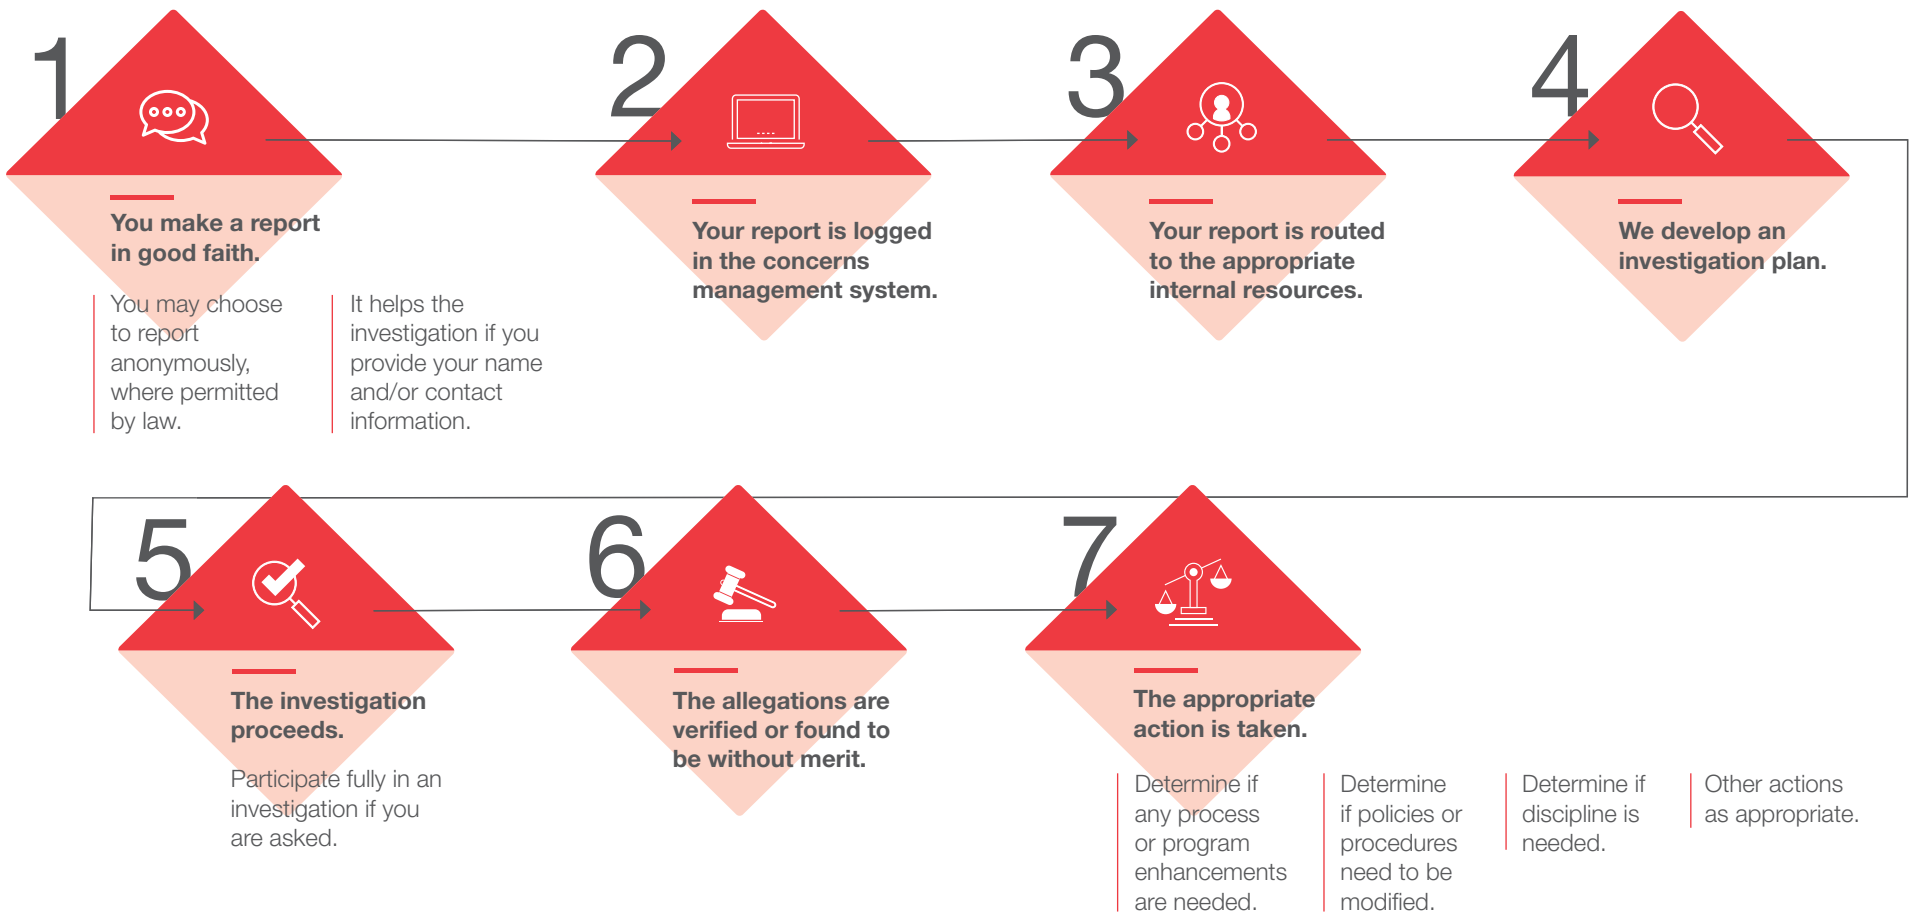 1
You make a report
in good faith.
You may choose
to report
anonymously,
where permitted
by law.
It helps the
investigation if you
provide your name
and/or contact
information.
2
Your report is logged
in the concerns
management system.
3
Your report is routed
to the appropriate
internal resources.
4
We develop an
investigation plan.
5
The investigation
proceeds.
Participate fully in an
investigation if you
are asked.
6
The allegations are
verified or found to
be without merit.
7
The appropriate
action is taken.
Determine if
any process
or program
enhancements
are needed.
Determine
if policies or
procedures
need to be
modified.
Determine if
discipline is
needed.
Other actions
as appropriate.